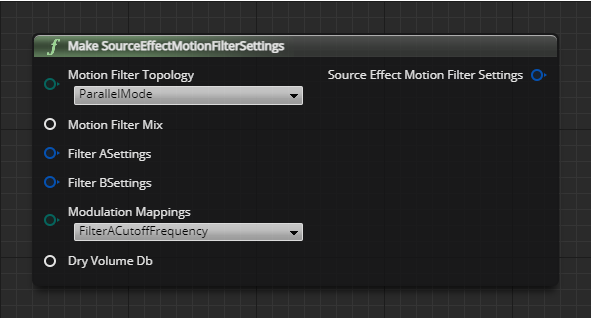 Make SourceEffectMotionFilterSettings
Motion Filter Topology
ParallelMode
Source Effect Motion Filter Settings
Motion Filter Mix
Filter ASettings
Filter BSettings
Modulation Mappings
FilterACutoffFrequency
Dry Volume Db